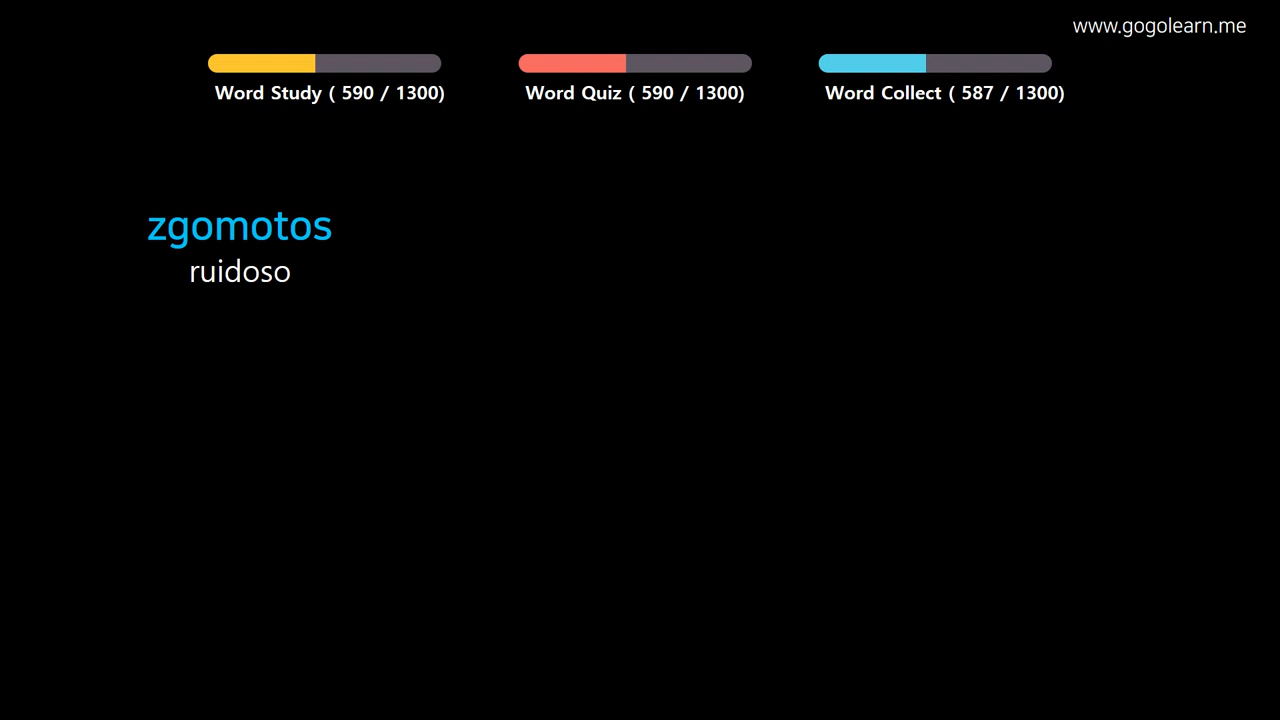 www.gogolearn.me
Word Study ( 590 / 1300)
Word Quiz ( 590 / 1300)
Word Collect ( 587 / 1300)
zgomotos
ruidoso